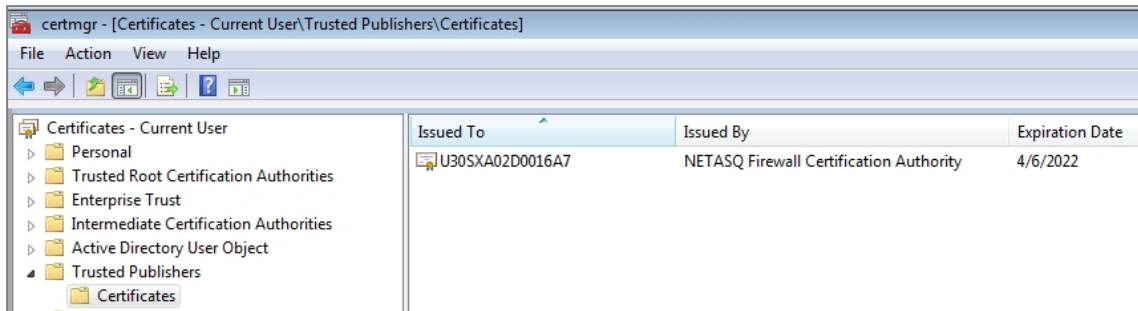 certmgr - [Certificates - Current User\Trusted Publishers\Certificates]
File Action View Help
Certificates - Current User
Personal
Trusted Root Certification Authorities
Enterprise Trust
Intermediate Certification Authorities
Active Directory User Object
Trusted Publishers
Certificates
Issued To Issued By Expiration Date
U30SXA02D0016A7 NETASQ Firewall Certification Authority 4/6/2022